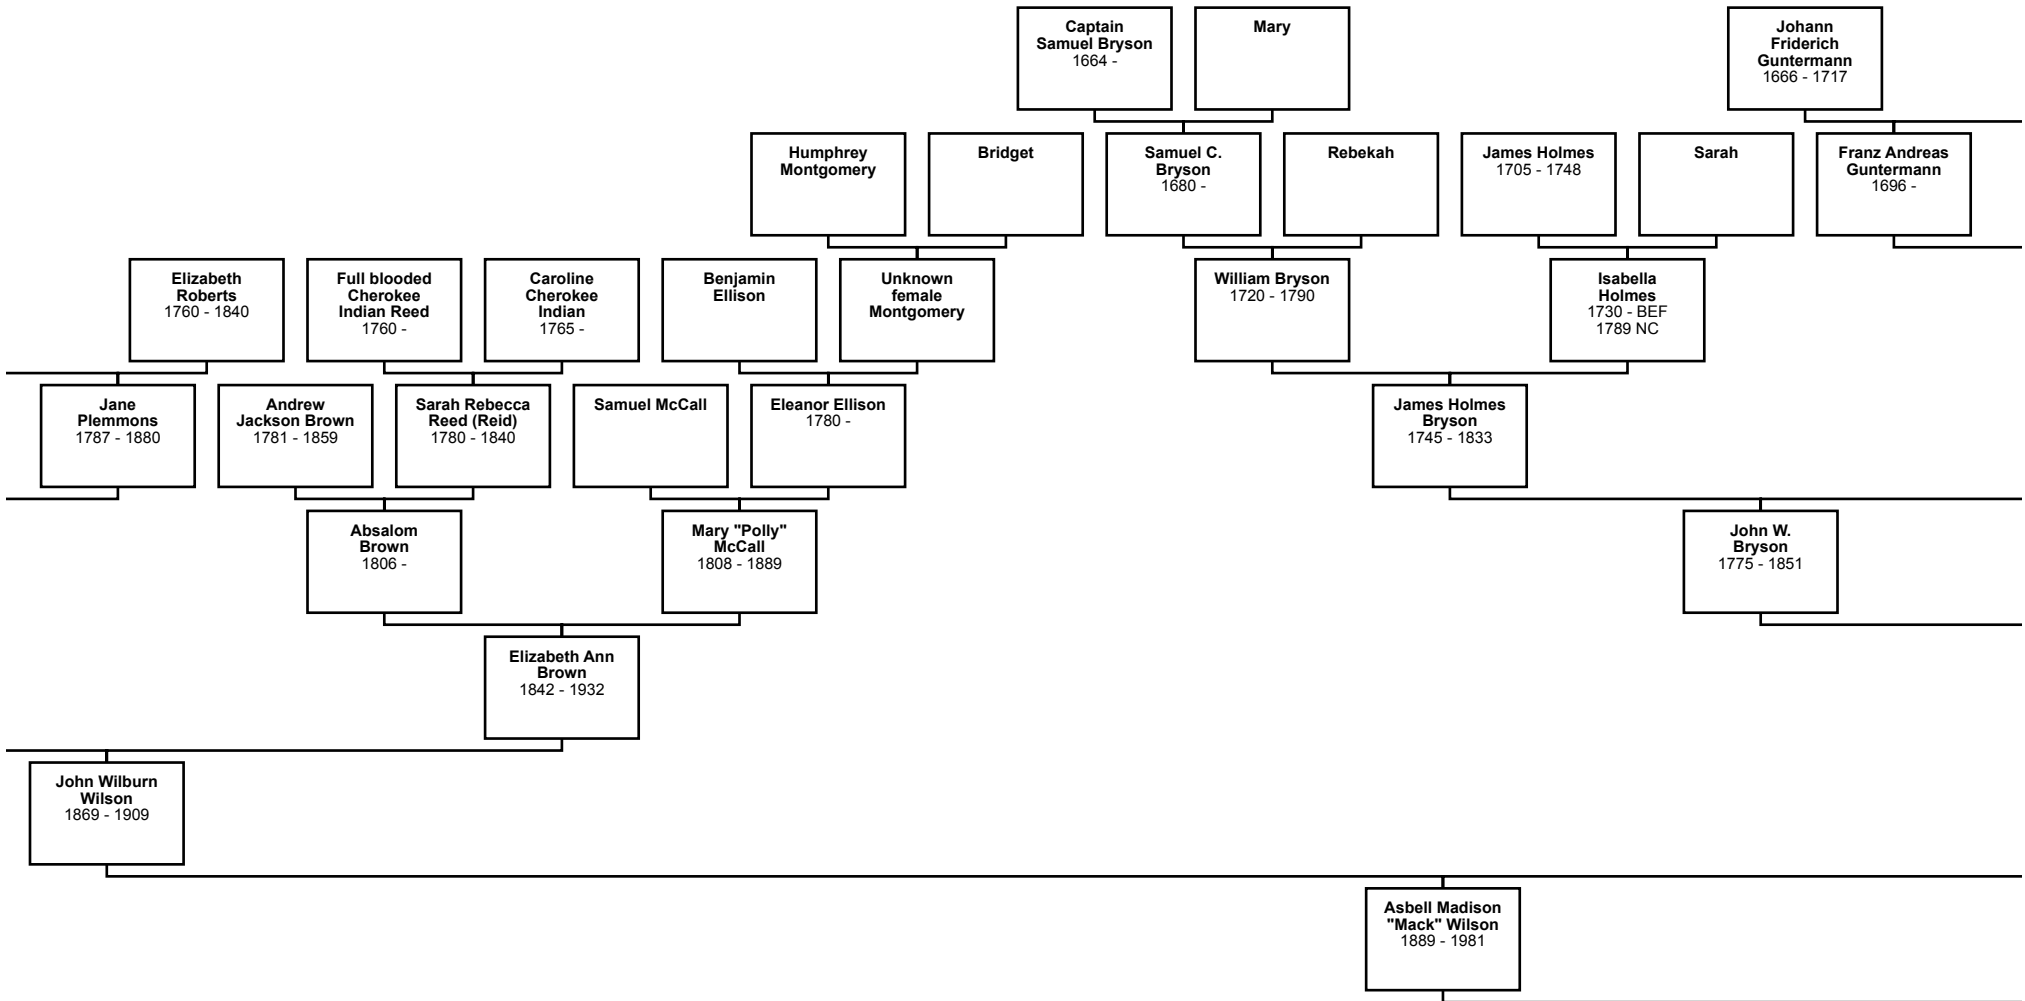 Captain
Samuel Bryson
1664 -
Mary
Johann
Friderich
Guntermann
1666 - 1717
Humphrey
Montgomery
Bridget
Samuel C.
Bryson
1680 -
Rebekah
James Holmes
1705 - 1748
Sarah
Franz Andreas
Guntermann
1696 -
Elizabeth
Roberts
1760 - 1840
Full blooded
Cherokee
Indian Reed
1760 -
Caroline
Cherokee
Indian
1765 -
Benjamin
Ellison
Unknown
female
Montgomery
William Bryson
1720 - 1790
Isabella
Holmes
1730 - BEF
1789 NC
Jane
Plemmons
1787 - 1880
Andrew
Jackson Brown
1781 - 1859
Sarah Rebecca
Reed (Reid)
1780 - 1840
Samuel McCall
Eleanor Ellison
1780 -
James Holmes
Bryson
1745 - 1833
Absalom
Brown
1806 -
Mary "Polly"
McCall
1808 - 1889
John W.
Bryson
1775 - 1851
Elizabeth Ann
Brown
1842 - 1932
John Wilburn
Wilson
1869 - 1909
Asbell Madison
"Mack" Wilson
1889 - 1981